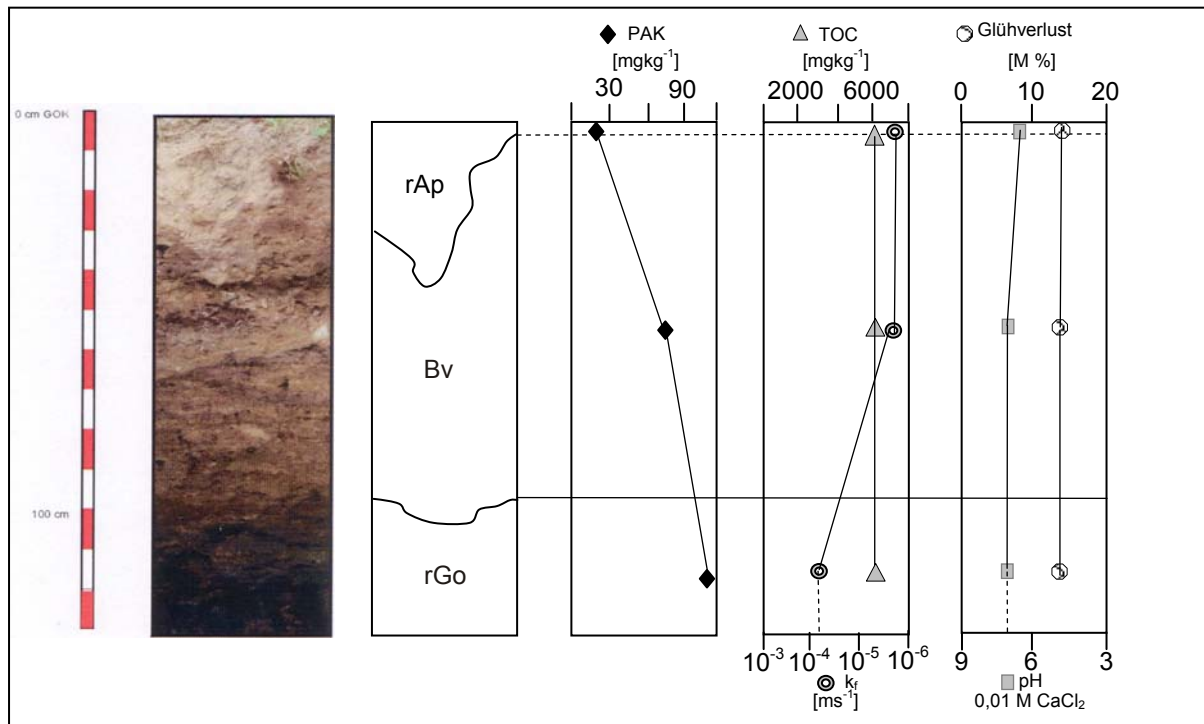 PAK
[mgkg⁻¹]
30 90
TOC
[mgkg⁻¹]
2000 6000
Glühverlust
[M %]
0 10 20
0 cm GOK
rAp
Bv
100 cm
rGo
10⁻³ 10⁻⁴ 10⁻⁵ 10⁻⁶
k_f
[ms⁻¹]
9 6 3
pH
0,01 M CaCl₂